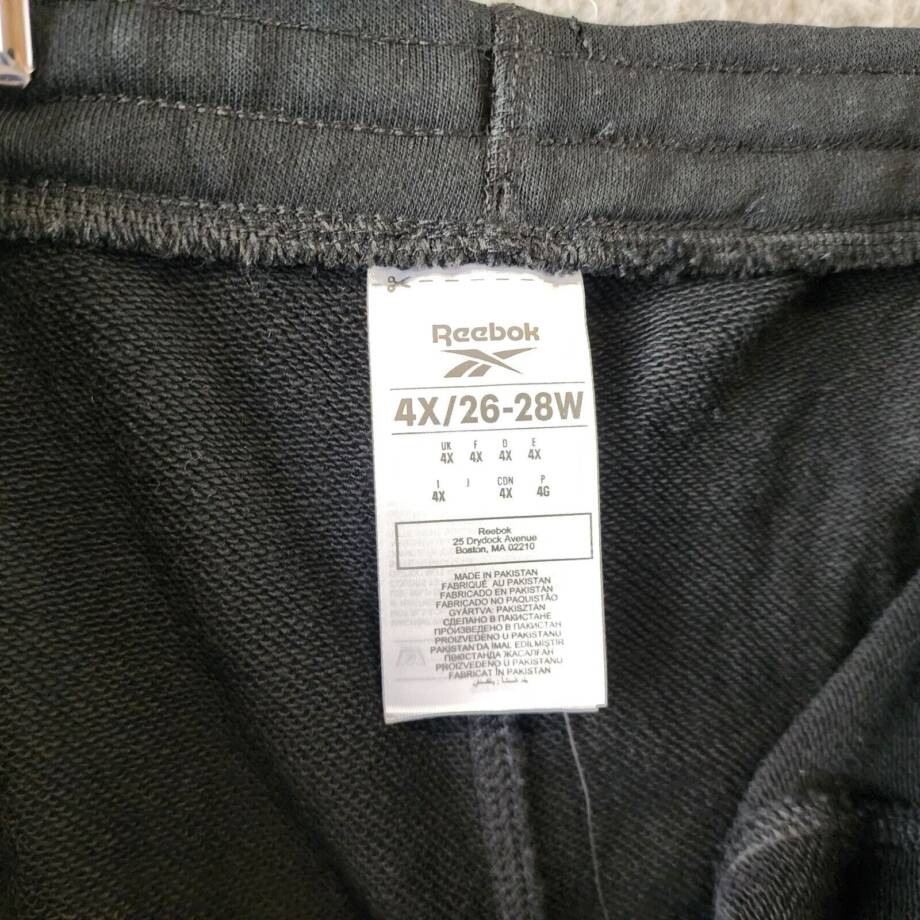 Reebok
4X/26-28W
UK F D E
4X 4X 4X 4X
I J CDN P
4X 4X 4G
Reebok
25 Drydock Avenue
Boston, MA 02210
MADE IN PAKISTAN
FABRIQUÉ AU PAKISTAN
FABRICADO EN PAKISTÁN
FABRICADO NO PAQUISTÃO
GYÁRTVA: PAKISZTÁN
СДЕЛАНО В ПАКИСТАНЕ
ПРОИЗВЕДЕНО В ПАКИСТАН
PROIZVEDENO U PAKISTANU
PAKISTAN'DA İMAL EDİLMİŞTİR
ПӘКІСТАНДА ЖАСАЛҒАН
PROIZVEDENO U PAKISTANU
FABRICAT ÎN PAKISTAN